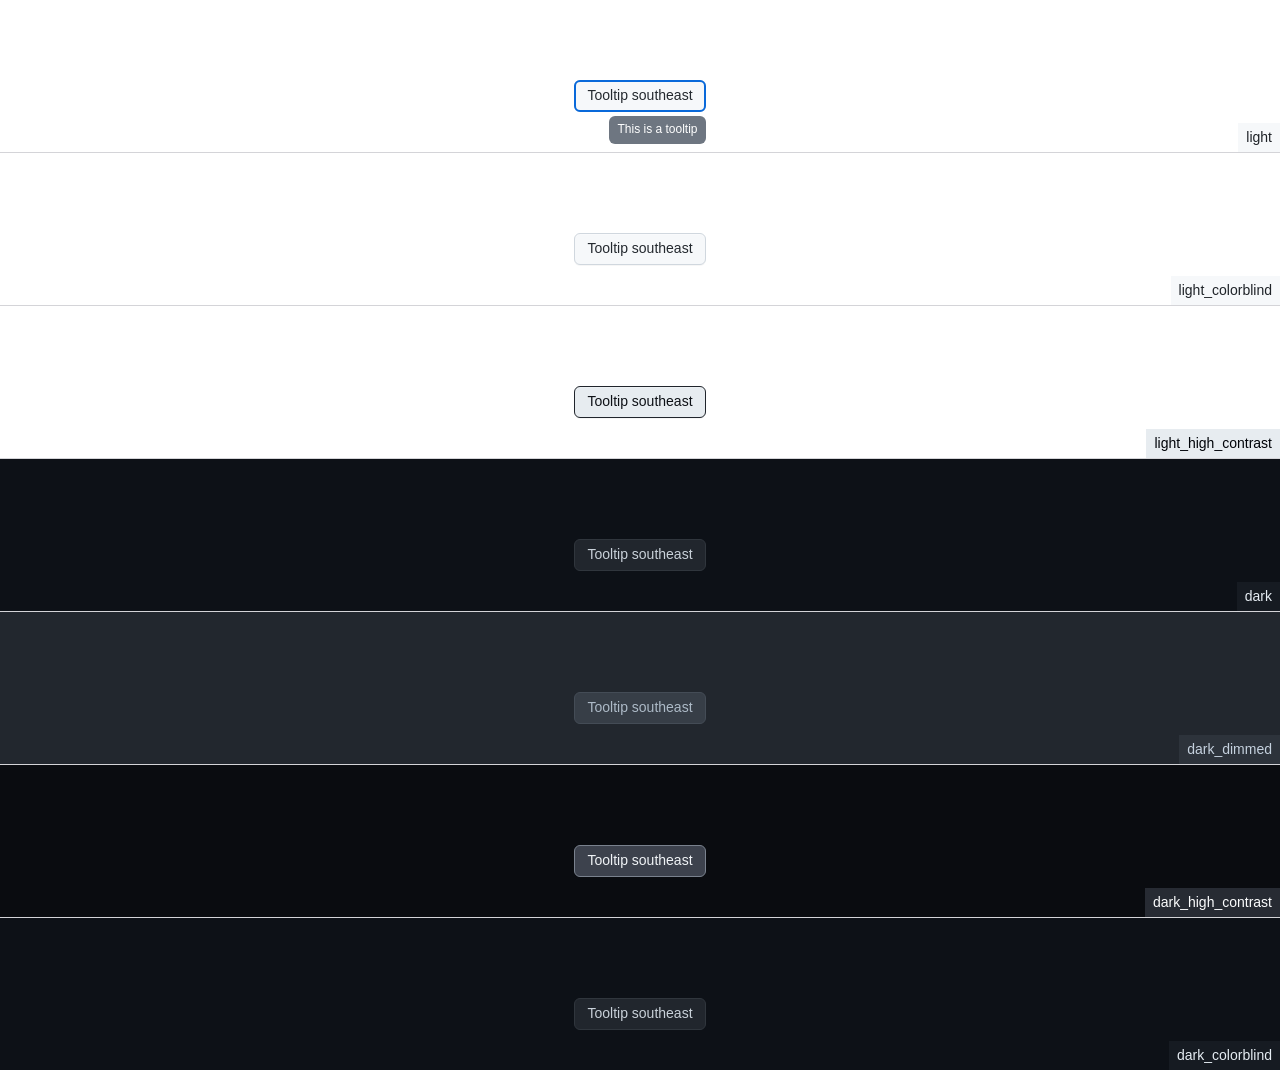 Tooltip southeast
This is a tooltip
light
Tooltip southeast
light_colorblind
Tooltip southeast
light_high_contrast
Tooltip southeast
dark
Tooltip southeast
dark_dimmed
Tooltip southeast
dark_high_contrast
Tooltip southeast
dark_colorblind